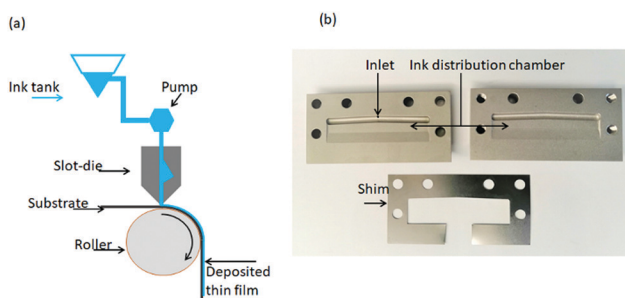 (a)
Ink tank
Pump
Slot-die
Substrate
Roller
Deposited
thin film
(b)
Inlet
Ink distribution chamber
Shim